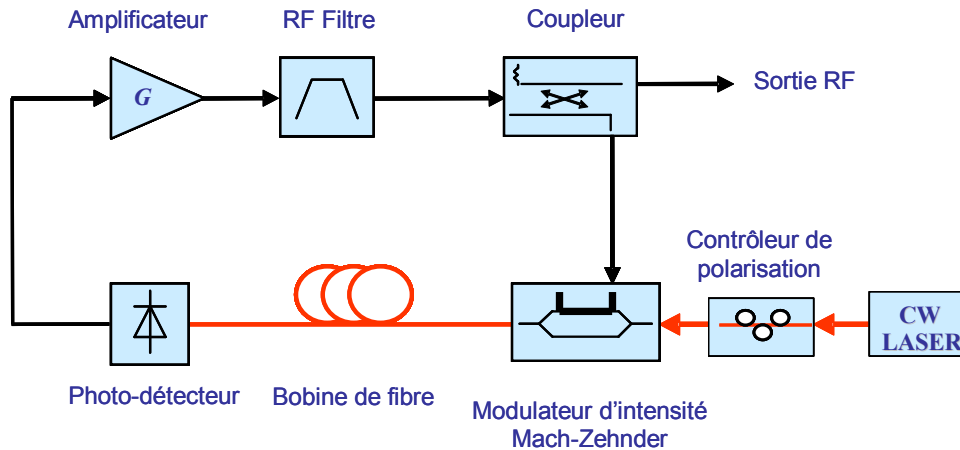 Amplificateur
RF Filtre
Coupleur
G
Sortie RF
Contrôleur de
polarisation
CW
LASER
Photo-détecteur
Bobine de fibre
Modulateur d'intensité
Mach-Zehnder